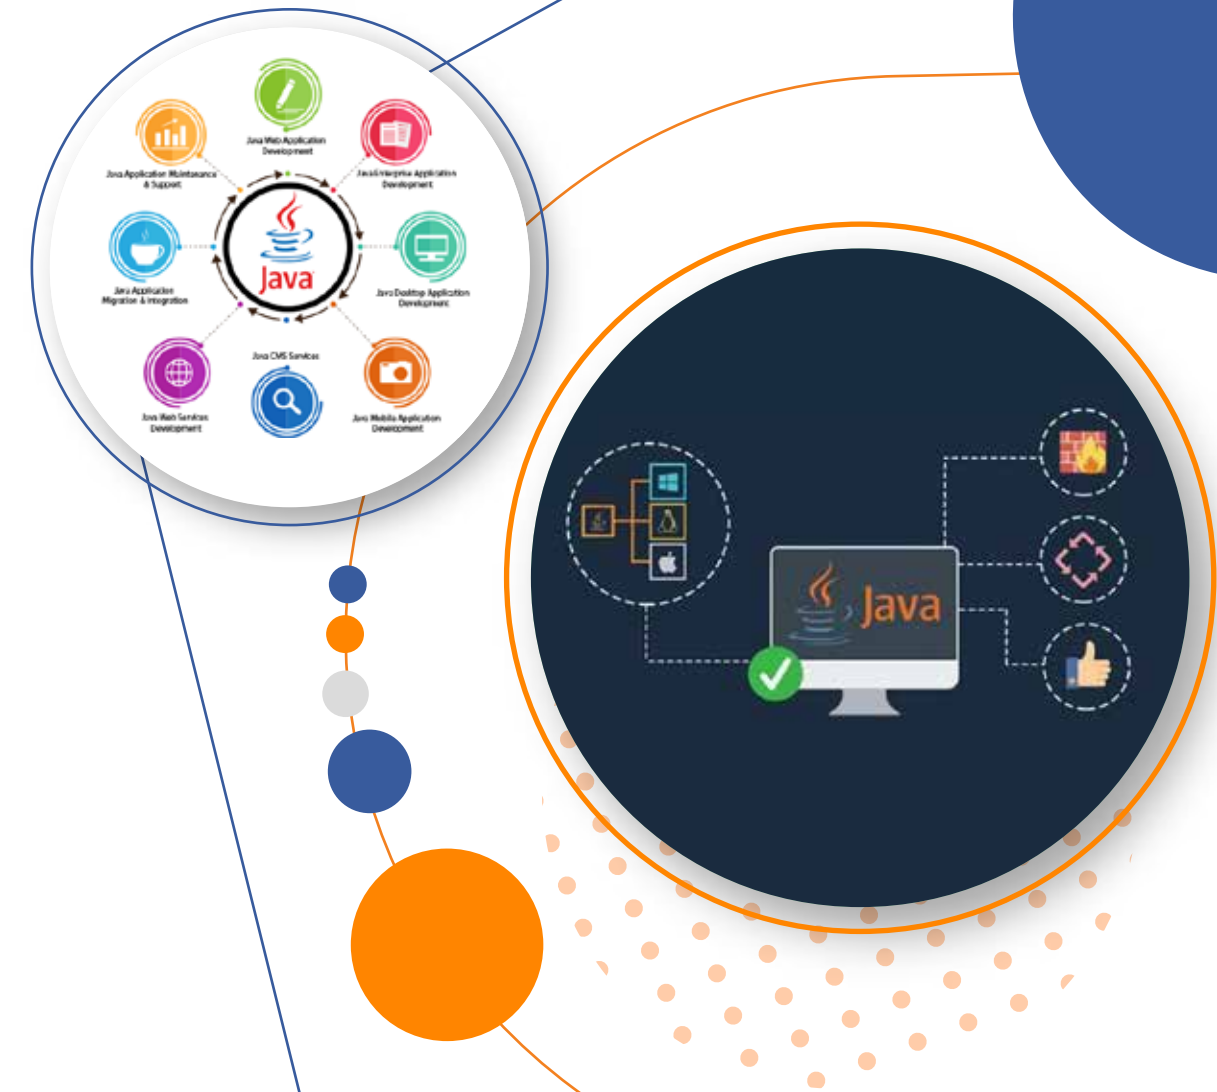 Java Web Application
Development
Java Enterprise Application
Development
Java Application Maintenance
& Support
Java
Java Application
Migration & Integration
Java Desktop Application
Development
Java CMS Services
Java Web Services
Development
Java Mobile Application
Development
Java